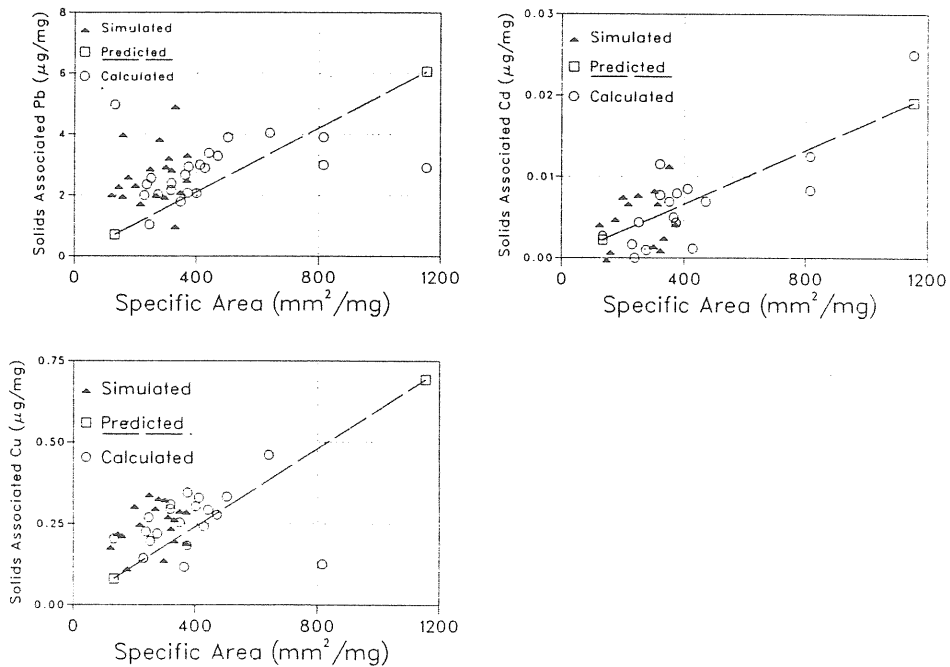 8
6
4
2
0
Solids Associated Pb (μg/mg)
Simulated
Predicted
Calculated
0 400 800 1200
Specific Area (mm²/mg)
0.03
0.02
0.01
0.00
Solids Associated Cd (μg/mg)
Simulated
Predicted
Calculated
0 400 800 1200
Specific Area (mm²/mg)
0.75
0.50
0.25
0.00
Solids Associated Cu (μg/mg)
Simulated
Predicted
Calculated
0 400 800 1200
Specific Area (mm²/mg)